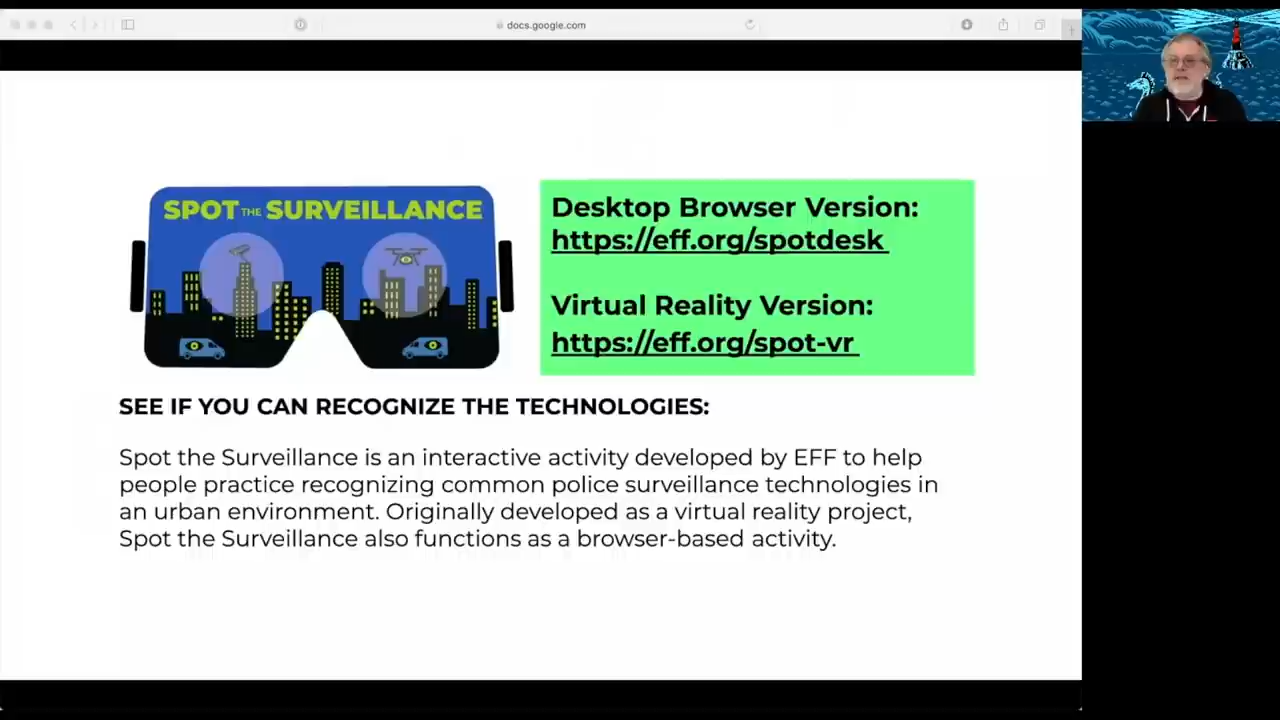 docs.google.com
SPOT THE SURVEILLANCE
Desktop Browser Version:
https://eff.org/spotdesk
Virtual Reality Version:
https://eff.org/spot-vr
SEE IF YOU CAN RECOGNIZE THE TECHNOLOGIES:
Spot the Surveillance is an interactive activity developed by EFF to help
people practice recognizing common police surveillance technologies in
an urban environment. Originally developed as a virtual reality project,
Spot the Surveillance also functions as a browser-based activity.